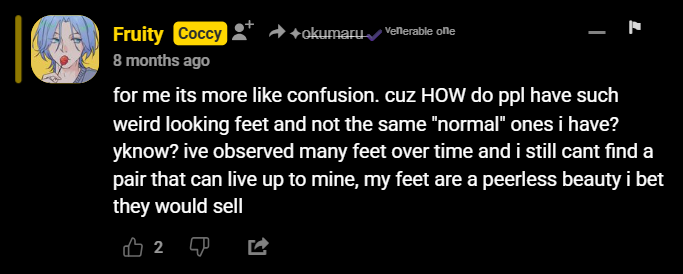 Fruity Coccy ✦o̶k̶u̶m̶a̶r̶u̶ ᵛᵉⁿᵉʳᵃᵇˡᵉ ᵒⁿᵉ
8 months ago
for me its more like confusion. cuz HOW do ppl have such
weird looking feet and not the same "normal" ones i have?
yknow? ive observed many feet over time and i still cant find a
pair that can live up to mine, my feet are a peerless beauty i bet
they would sell
2